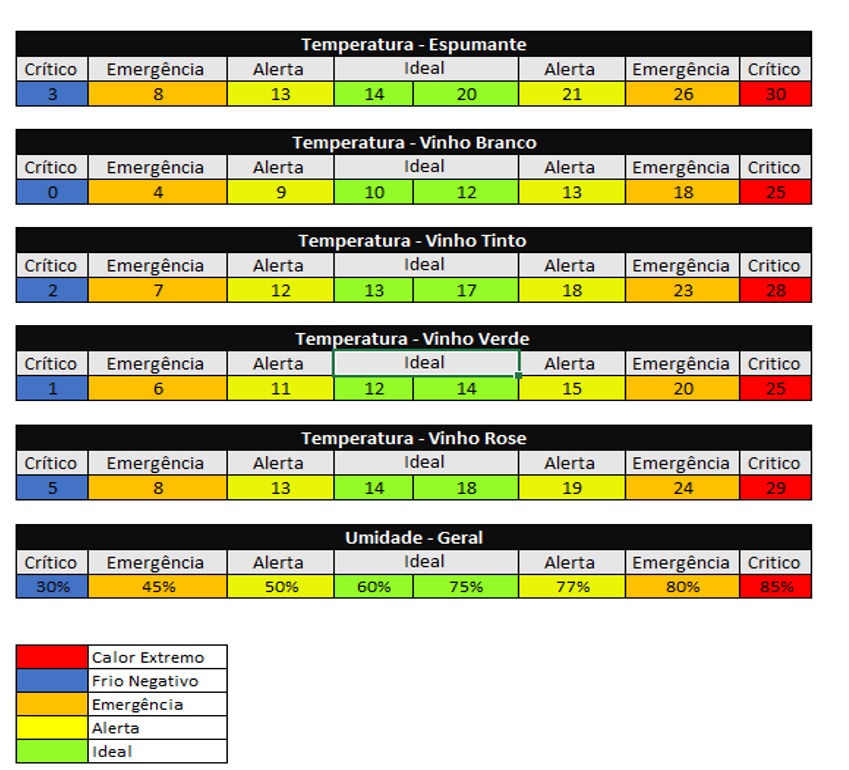 Temperatura - Espumante
Crítico Emergência Alerta Ideal Alerta Emergência Crítico
3 8 13 14 20 21 26 30
Temperatura - Vinho Branco
Crítico Emergência Alerta Ideal Alerta Emergência Critico
0 4 9 10 12 13 18 25
Temperatura - Vinho Tinto
Crítico Emergência Alerta Ideal Alerta Emergência Critico
2 7 12 13 17 18 23 28
Temperatura - Vinho Verde
Crítico Emergência Alerta Ideal Alerta Emergência Critico
1 6 11 12 14 15 20 25
Temperatura - Vinho Rose
Crítico Emergência Alerta Ideal Alerta Emergência Critico
5 8 13 14 18 19 24 29
Umidade - Geral
Crítico Emergência Alerta Ideal Alerta Emergência Critico
30% 45% 50% 60% 75% 77% 80% 85%
Calor Extremo
Frio Negativo
Emergência
Alerta
Ideal